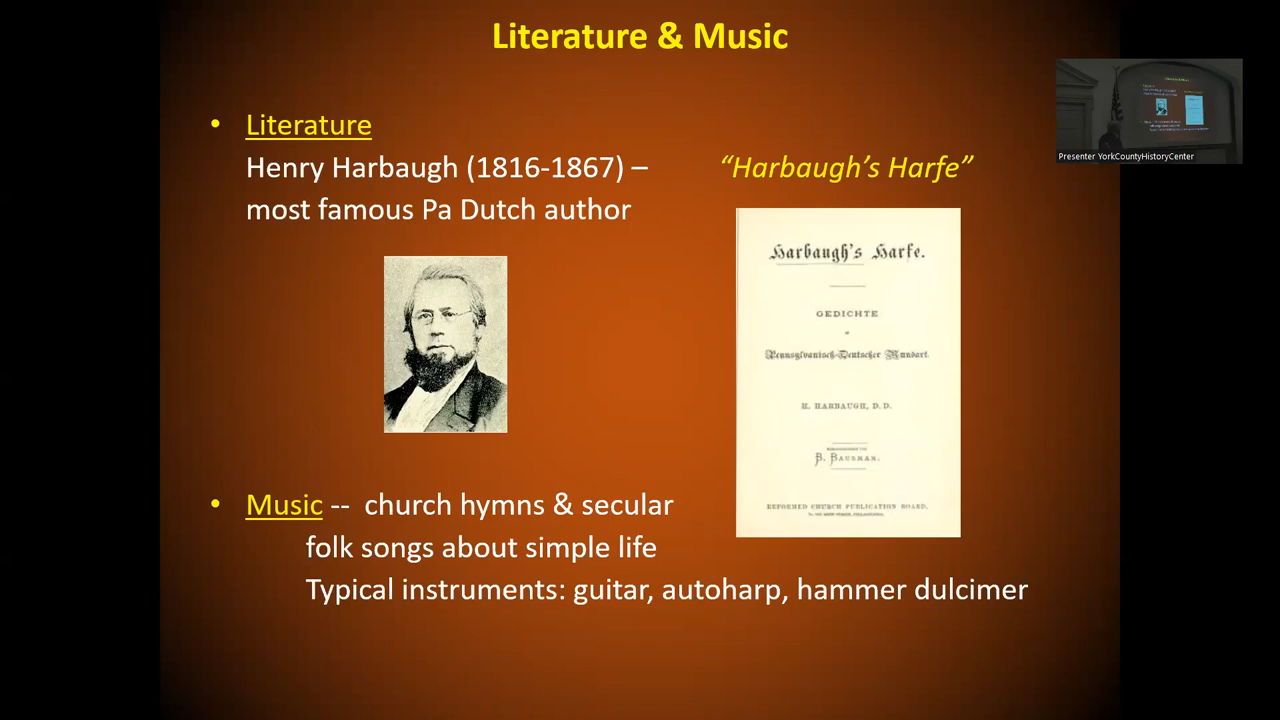 Literature & Music
• Literature
Henry Harbaugh (1816-1867) –
most famous Pa Dutch author
“Harbaugh’s Harfe”
Harbaugh’s Harfe.
GEDICHTE
Pennsylvanisch-Deutscher Mundart.
H. HARBAUGH, D. D.
B. BAUSMAN.
REFORMED CHURCH PUBLICATION BOARD,
• Music -- church hymns & secular
folk songs about simple life
Typical instruments: guitar, autoharp, hammer dulcimer
Presenter YorkCountyHistoryCenter